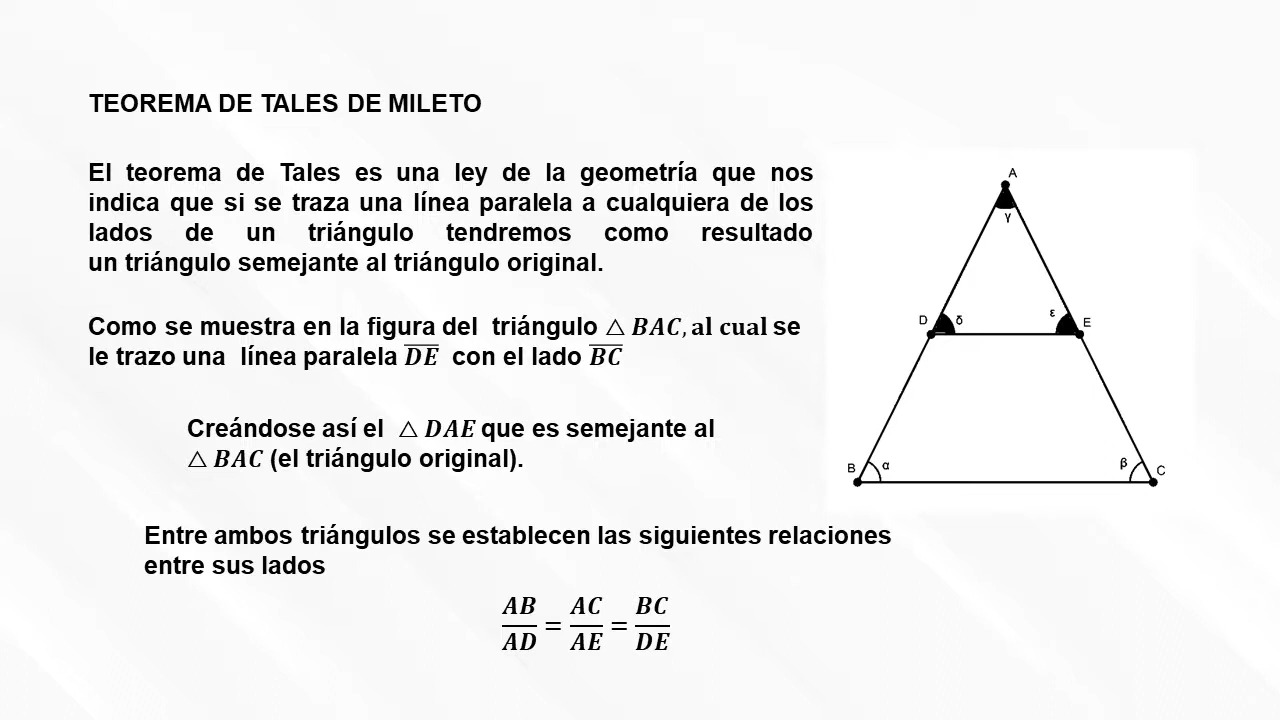 TEOREMA DE TALES DE MILETO
El teorema de Tales es una ley de la geometría que nos
indica que si se traza una línea paralela a cualquiera de los
lados de un triángulo tendremos como resultado
un triángulo semejante al triángulo original.
Como se muestra en la figura del triángulo △ BAC, al cual se
le trazo una línea paralela D̅E̅ con el lado B̅C̅
Creándose así el △ DAE que es semejante al
△ BAC (el triángulo original).
Entre ambos triángulos se establecen las siguientes relaciones
entre sus lados
AB/AD = AC/AE = BC/DE
A
γ
D δ ε E
B α β C